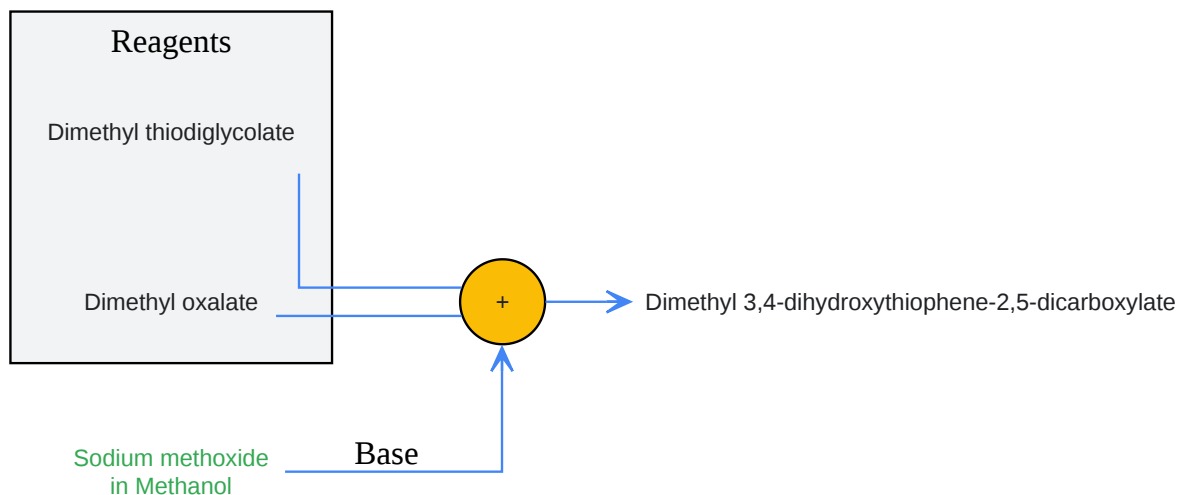 Reagents
Dimethyl thiodiglycolate
Dimethyl oxalate
+
Dimethyl 3,4-dihydroxythiophene-2,5-dicarboxylate
Base
Sodium methoxide
in Methanol